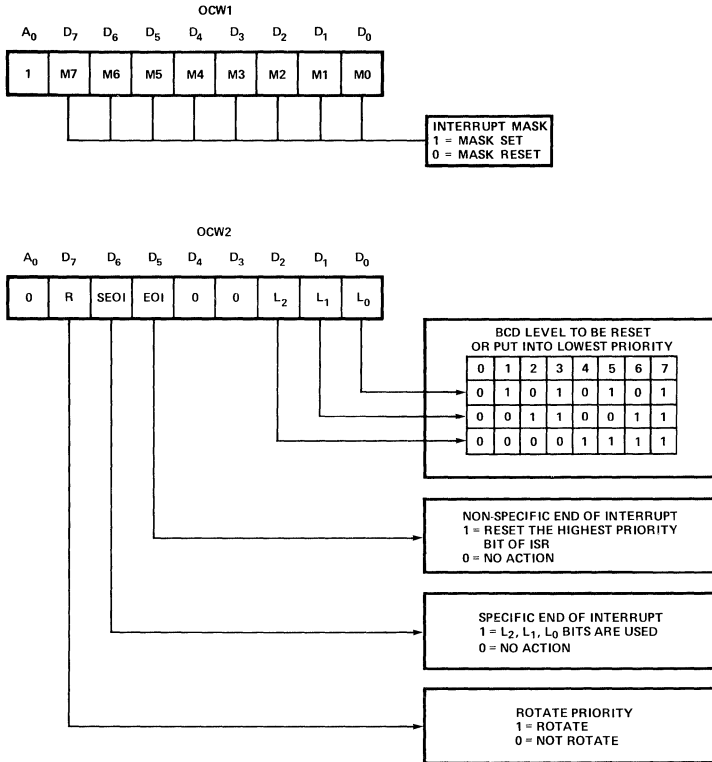 OCW1
A₀ D₇ D₆ D₅ D₄ D₃ D₂ D₁ D₀
1 M7 M6 M5 M4 M3 M2 M1 M0
INTERRUPT MASK
1 = MASK SET
0 = MASK RESET
OCW2
A₀ D₇ D₆ D₅ D₄ D₃ D₂ D₁ D₀
0 R SEOI EOI 0 0 L₂ L₁ L₀
BCD LEVEL TO BE RESET
OR PUT INTO LOWEST PRIORITY
0 1 2 3 4 5 6 7
0 1 0 1 0 1 0 1
0 0 1 1 0 0 1 1
0 0 0 0 1 1 1 1
NON-SPECIFIC END OF INTERRUPT
1 = RESET THE HIGHEST PRIORITY
BIT OF ISR
0 = NO ACTION
SPECIFIC END OF INTERRUPT
1 = L₂, L₁, L₀ BITS ARE USED
0 = NO ACTION
ROTATE PRIORITY
1 = ROTATE
0 = NOT ROTATE